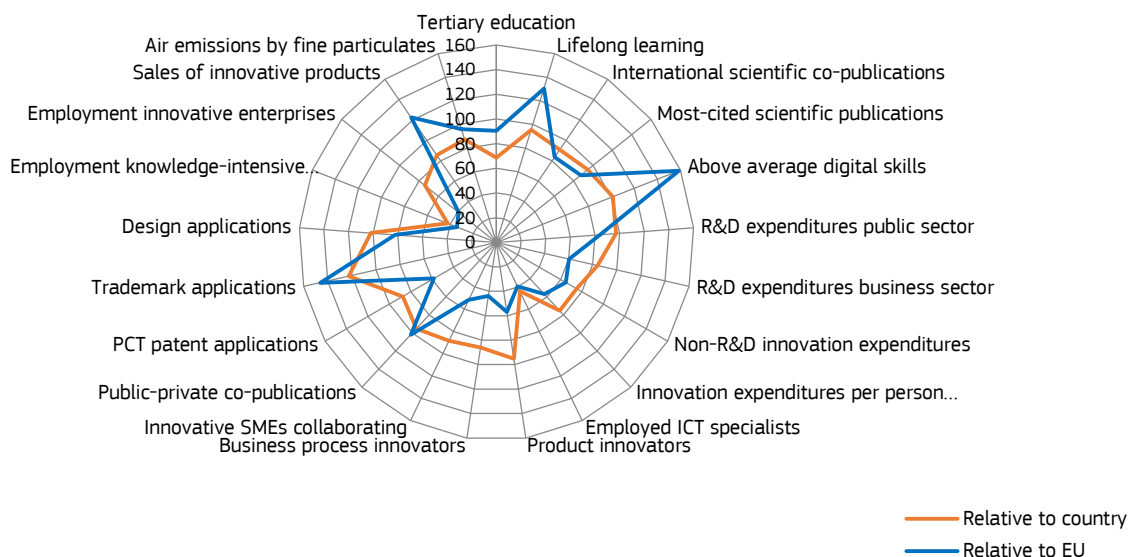 Tertiary education
Air emissions by fine particulates
160
Lifelong learning
Sales of innovative products
140
International scientific co-publications
Employment innovative enterprises
120
Most-cited scientific publications
100
80
Employment knowledge-intensive...
60
Above average digital skills
40
Design applications
20
R&D expenditures public sector
0
Trademark applications
R&D expenditures business sector
PCT patent applications
Non-R&D innovation expenditures
Public-private co-publications
Innovation expenditures per person...
Innovative SMEs collaborating
Employed ICT specialists
Business process innovators
Product innovators
Relative to country
Relative to EU